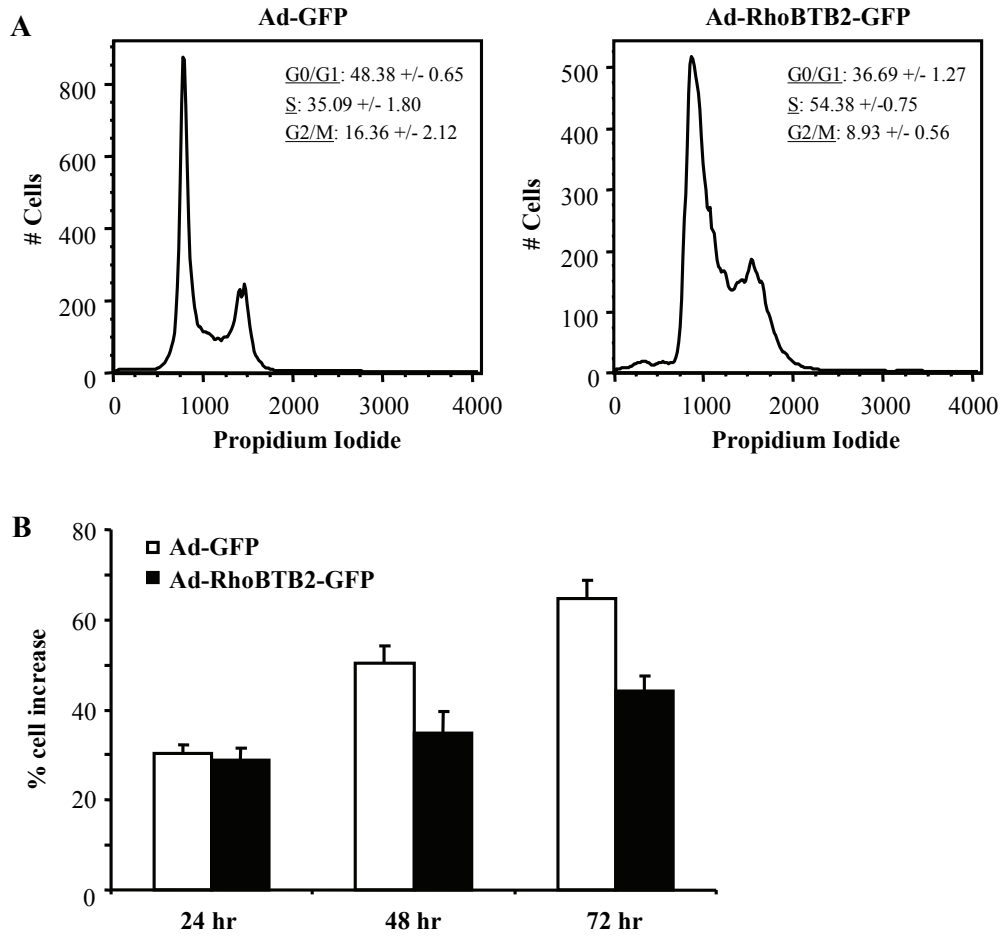 A
Ad-GFP
G0/G1: 48.38 +/- 0.65
S: 35.09 +/- 1.80
G2/M: 16.36 +/- 2.12
# Cells
800
600
400
200
0
0 1000 2000 3000 4000
Propidium Iodide
Ad-RhoBTB2-GFP
G0/G1: 36.69 +/- 1.27
S: 54.38 +/-0.75
G2/M: 8.93 +/- 0.56
# Cells
500
400
300
200
100
0
0 1000 2000 3000 4000
Propidium Iodide
B
Ad-GFP
Ad-RhoBTB2-GFP
% cell increase
80
60
40
20
0
24 hr 48 hr 72 hr